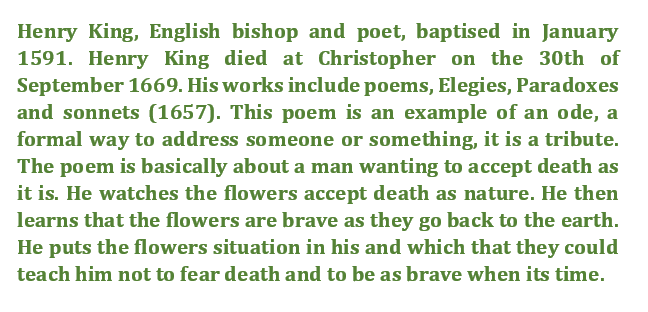 Henry King, English bishop and poet, baptised in January
1591. Henry King died at Christopher on the 30th of
September 1669. His works include poems, Elegies, Paradoxes
and sonnets (1657). This poem is an example of an ode, a
formal way to address someone or something, it is a tribute.
The poem is basically about a man wanting to accept death as
it is. He watches the flowers accept death as nature. He then
learns that the flowers are brave as they go back to the earth.
He puts the flowers situation in his and which that they could
teach him not to fear death and to be as brave when its time.